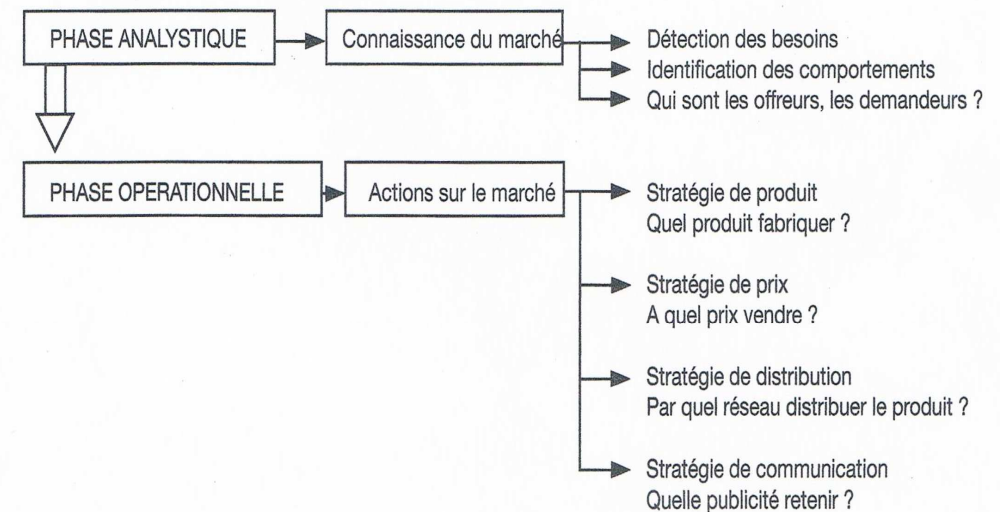 PHASE ANALYSTIQUE
Connaissance du marché
Détection des besoins
Identification des comportements
Qui sont les offreurs, les demandeurs ?
PHASE OPERATIONNELLE
Actions sur le marché
Stratégie de produit
Quel produit fabriquer ?
Stratégie de prix
A quel prix vendre ?
Stratégie de distribution
Par quel réseau distribuer le produit ?
Stratégie de communication
Quelle publicité retenir ?